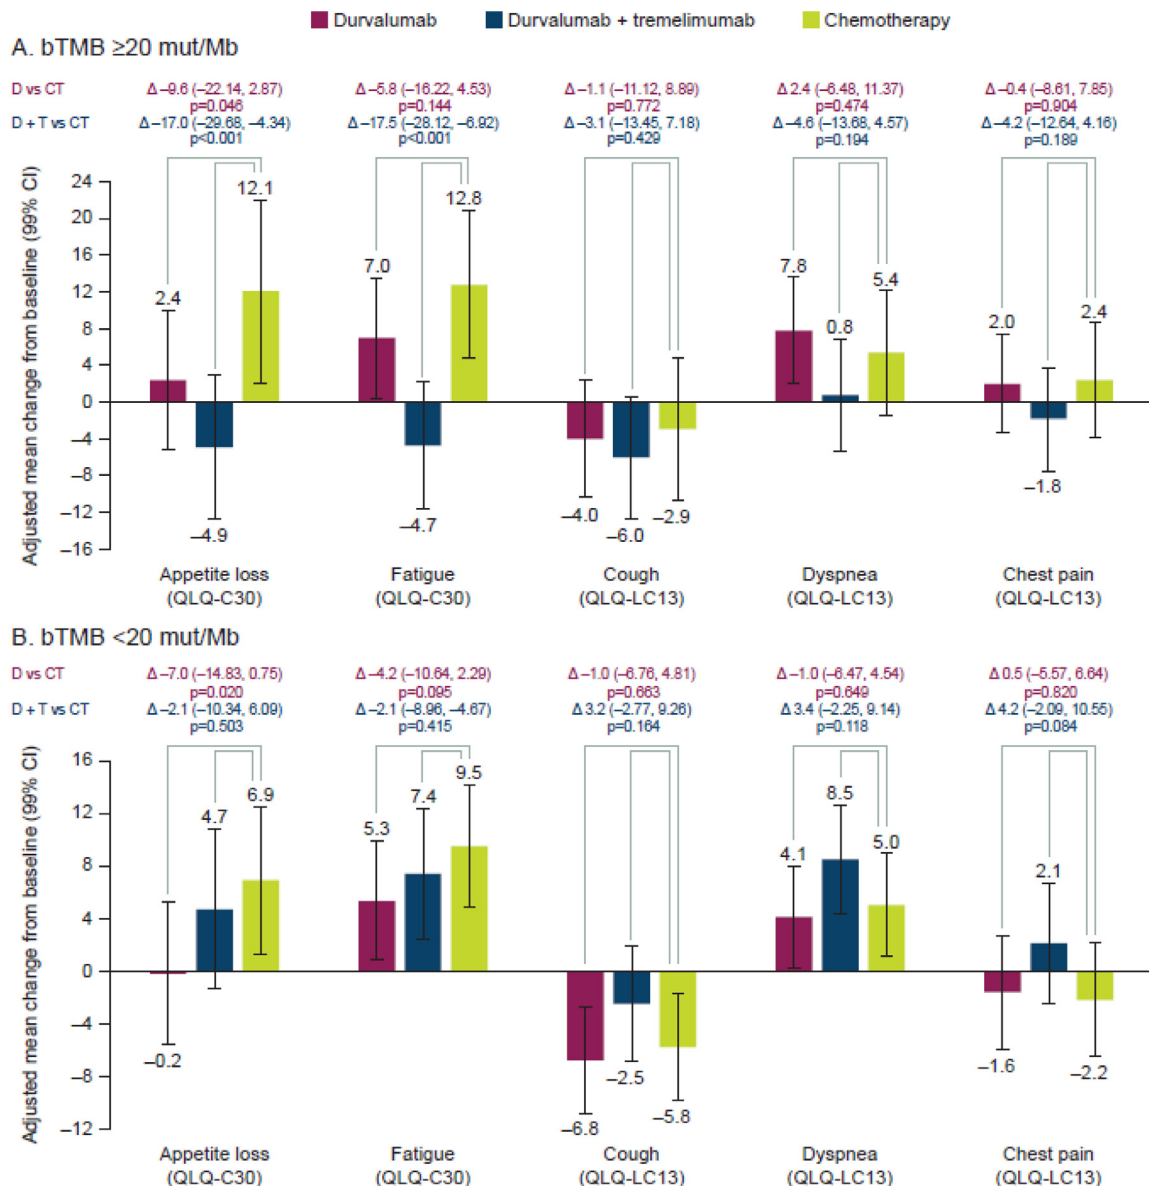 Durvalumab Durvalumab + tremelimumab Chemotherapy
A. bTMB ≥20 mut/Mb
D vs CT Δ –9.6 (–22.14, 2.87) Δ –5.8 (–16.22, 4.53) Δ –1.1 (–11.12, 8.89) Δ 2.4 (–6.48, 11.37) Δ –0.4 (–8.61, 7.85)
p=0.046 p=0.144 p=0.772 p=0.474 p=0.904
D + T vs CT Δ –17.0 (–29.68, –4.34) Δ –17.5 (–28.12, –6.92) Δ –3.1 (–13.45, 7.18) Δ –4.6 (–13.68, 4.57) Δ –4.2 (–12.64, 4.16)
p<0.001 p<0.001 p=0.429 p=0.194 p=0.189
Adjusted mean change from baseline (99% CI)
24
20
16
12
8
4
0
–4
–8
–12
–16
2.4 –4.9 12.1
7.0 –4.7 12.8
–4.0 –6.0 –2.9
7.8 0.8 5.4
2.0 –1.8 2.4
Appetite loss Fatigue Cough Dyspnea Chest pain
(QLQ-C30) (QLQ-C30) (QLQ-LC13) (QLQ-LC13) (QLQ-LC13)
B. bTMB <20 mut/Mb
D vs CT Δ –7.0 (–14.83, 0.75) Δ –4.2 (–10.64, 2.29) Δ –1.0 (–6.76, 4.81) Δ –1.0 (–6.47, 4.54) Δ 0.5 (–5.57, 6.64)
p=0.020 p=0.095 p=0.663 p=0.649 p=0.820
D + T vs CT Δ –2.1 (–10.34, 6.09) Δ –2.1 (–8.96, –4.67) Δ 3.2 (–2.77, 9.26) Δ 3.4 (–2.25, 9.14) Δ 4.2 (–2.09, 10.55)
p=0.503 p=0.415 p=0.164 p=0.118 p=0.084
Adjusted mean change from baseline (99% CI)
16
12
8
4
0
–4
–8
–12
–0.2 4.7 6.9
5.3 7.4 9.5
–6.8 –2.5 –5.8
4.1 8.5 5.0
–1.6 2.1 –2.2
Appetite loss Fatigue Cough Dyspnea Chest pain
(QLQ-C30) (QLQ-C30) (QLQ-LC13) (QLQ-LC13) (QLQ-LC13)